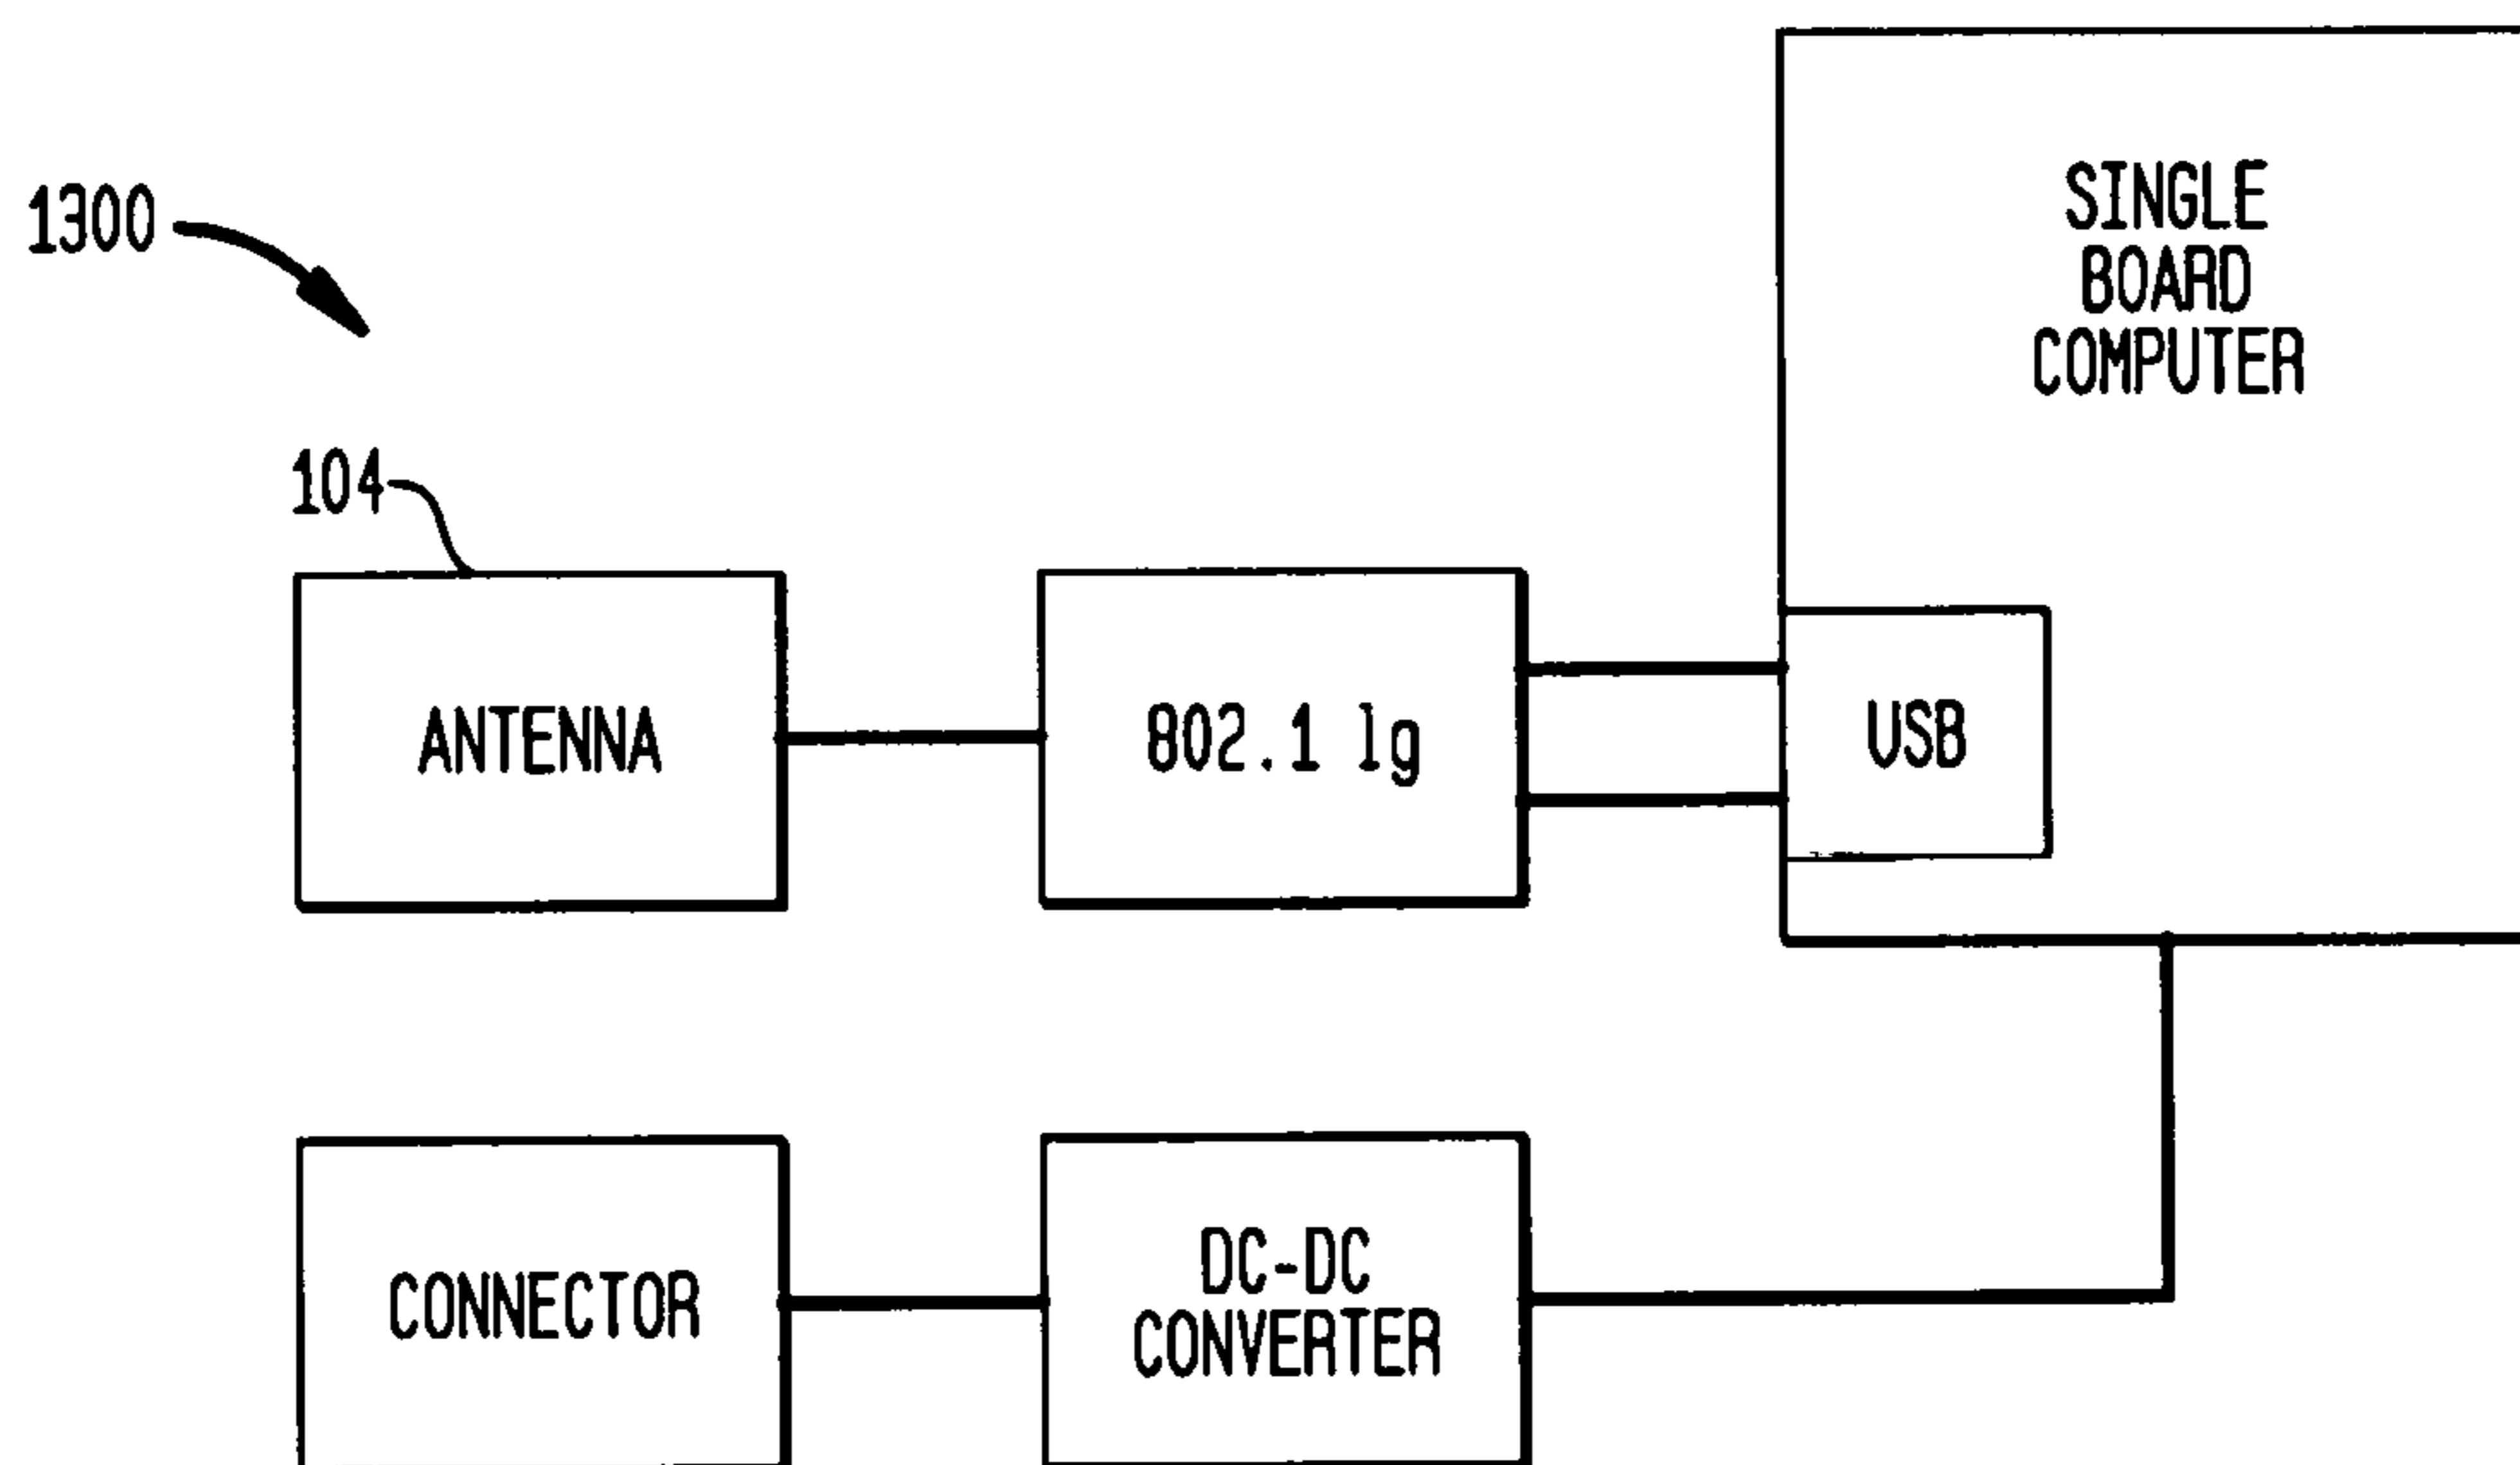 1300
SINGLE
BOARD
COMPUTER
104
ANTENNA
802.1 lg
USB
CONNECTOR
DC-DC
CONVERTER